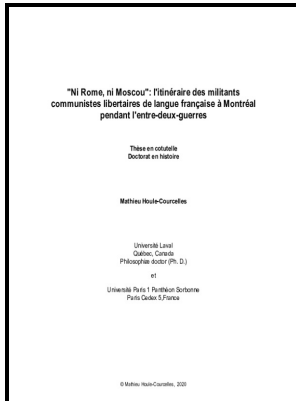 "Ni Rome, ni Moscou": l'itinéraire des militants
communistes libertaires de langue française à Montréal
pendant l'entre-deux-guerres
Thèse en cotutelle
Doctorat en histoire
Mathieu Houle-Courcelles
Université Laval
Québec, Canada
Philosophiæ doctor (Ph. D.)
et
Université Paris 1 Panthéon Sorbonne
Paris Cedex 5,France
© Mathieu Houle-Courcelles, 2020